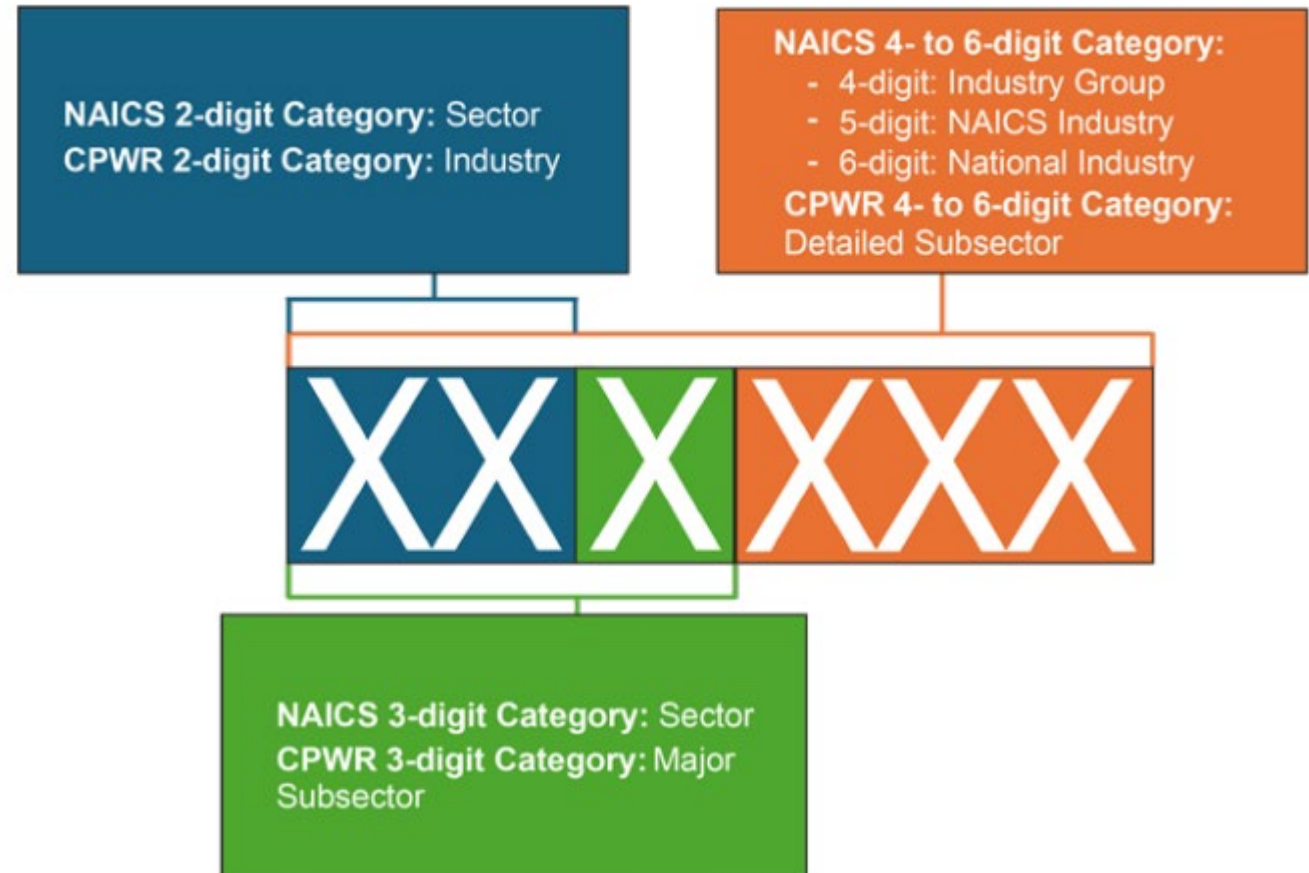 NAICS 2-digit Category: Sector
CPWR 2-digit Category: Industry
NAICS 4- to 6-digit Category:
- 4-digit: Industry Group
- 5-digit: NAICS Industry
- 6-digit: National Industry
CPWR 4- to 6-digit Category:
Detailed Subsector
XX X XXX
NAICS 3-digit Category: Sector
CPWR 3-digit Category: Major
Subsector